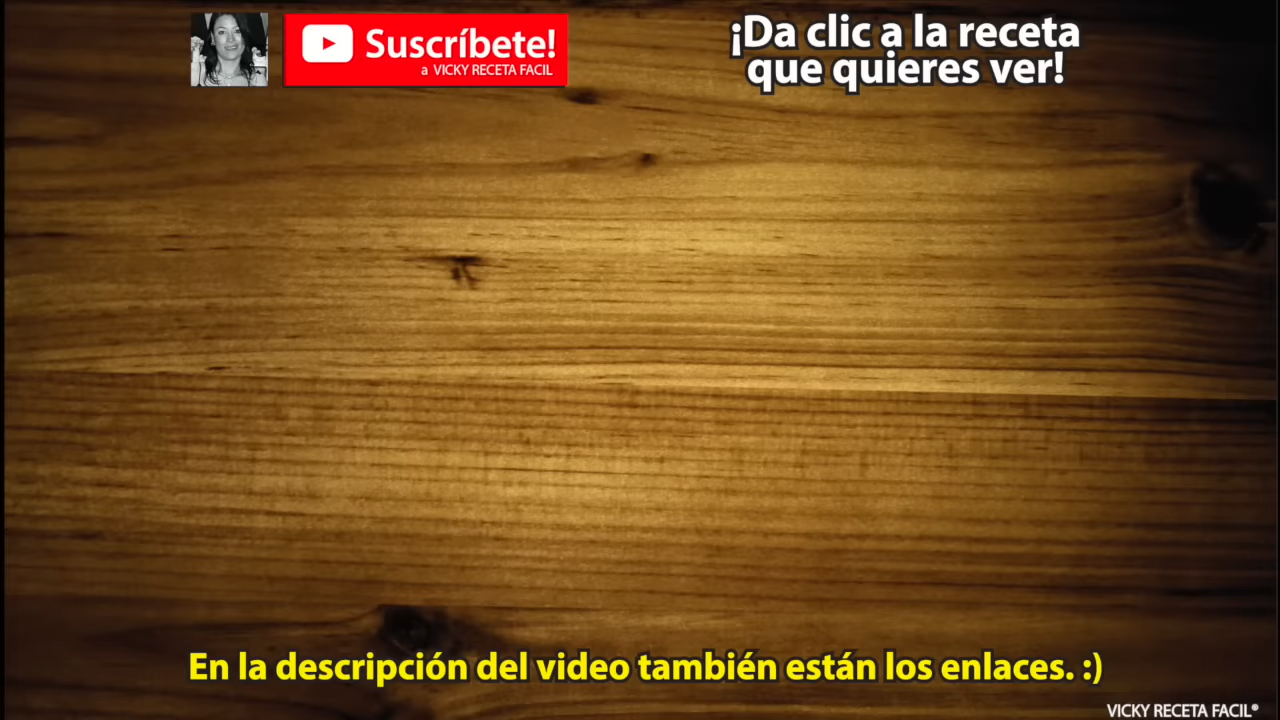 Suscríbete!
a VICKY RECETA FACIL
¡Da clic a la receta
que quieres ver!
En la descripción del video también están los enlaces. :)
VICKY RECETA FACIL®